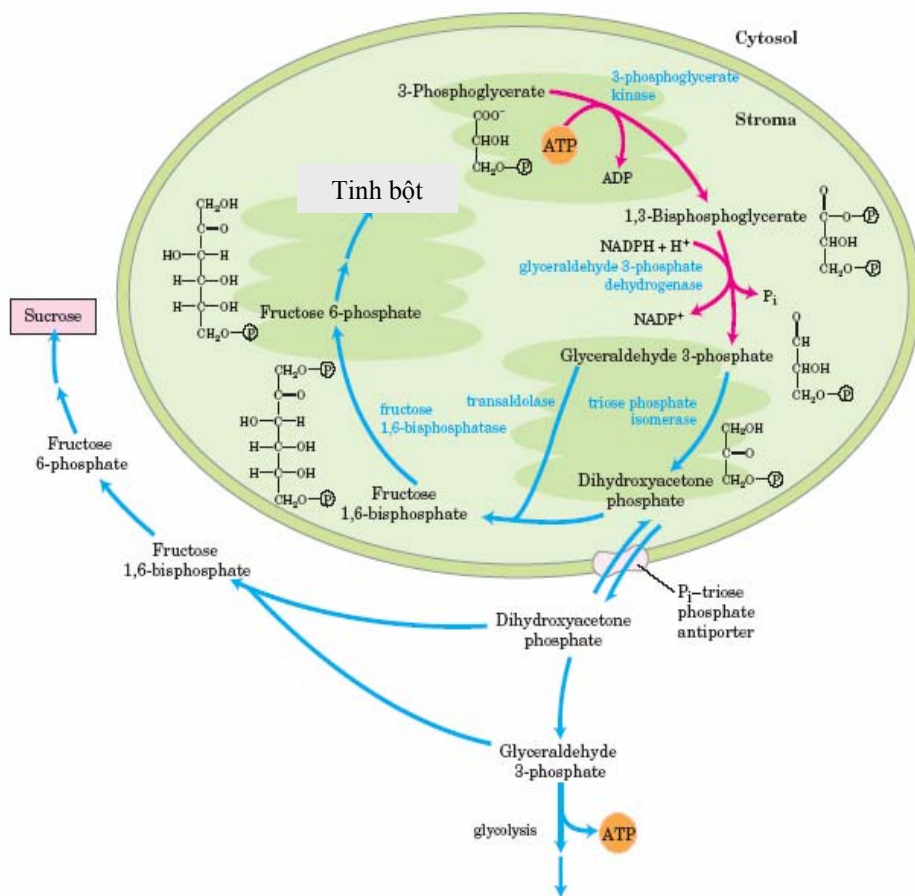 Cytosol
Stroma
3-Phosphoglycerate
3-phosphoglycerate
kinase
COO⁻
CHOH
CH₂O—Ⓟ
ATP
ADP
Tinh bột
1,3-Bisphosphoglycerate
O
C
O—Ⓟ
CHOH
CH₂O—Ⓟ
NADPH + H⁺
glyceraldehyde 3-phosphate
dehydrogenase
Pᵢ
NADP⁺
CH₂OH
C=O
HO—C—H
H—C—OH
H—C—OH
CH₂O—Ⓟ
Fructose 6-phosphate
Sucrose
Glyceraldehyde 3-phosphate
O
CH
CHOH
CH₂O—Ⓟ
CH₂O—Ⓟ
C=O
HO—C—H
H—C—OH
H—C—OH
CH₂O—Ⓟ
fructose
1,6-bisphosphatase
transaldolase
triose phosphate
isomerase
CH₂OH
C=O
CH₂O—Ⓟ
Fructose
6-phosphate
Fructose
1,6-bisphosphate
Dihydroxyacetone
phosphate
Fructose
1,6-bisphosphate
Pᵢ–triose
phosphate
antiporter
Dihydroxyacetone
phosphate
Glyceraldehyde
3-phosphate
glycolysis
ATP